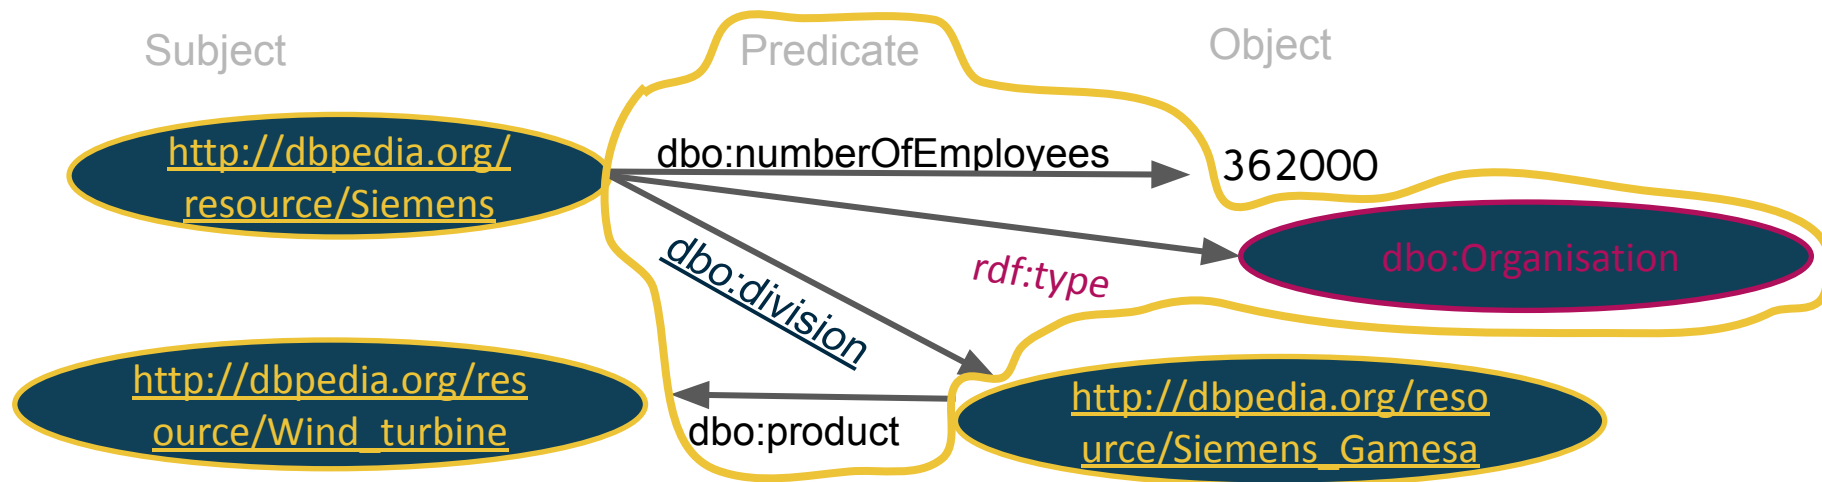 Subject
Predicate
Object
http://dbpedia.org/
resource/Siemens
dbo:numberOfEmployees
362000
dbo:division
rdf:type
dbo:Organisation
http://dbpedia.org/res
ource/Wind_turbine
dbo:product
http://dbpedia.org/reso
urce/Siemens_Gamesa